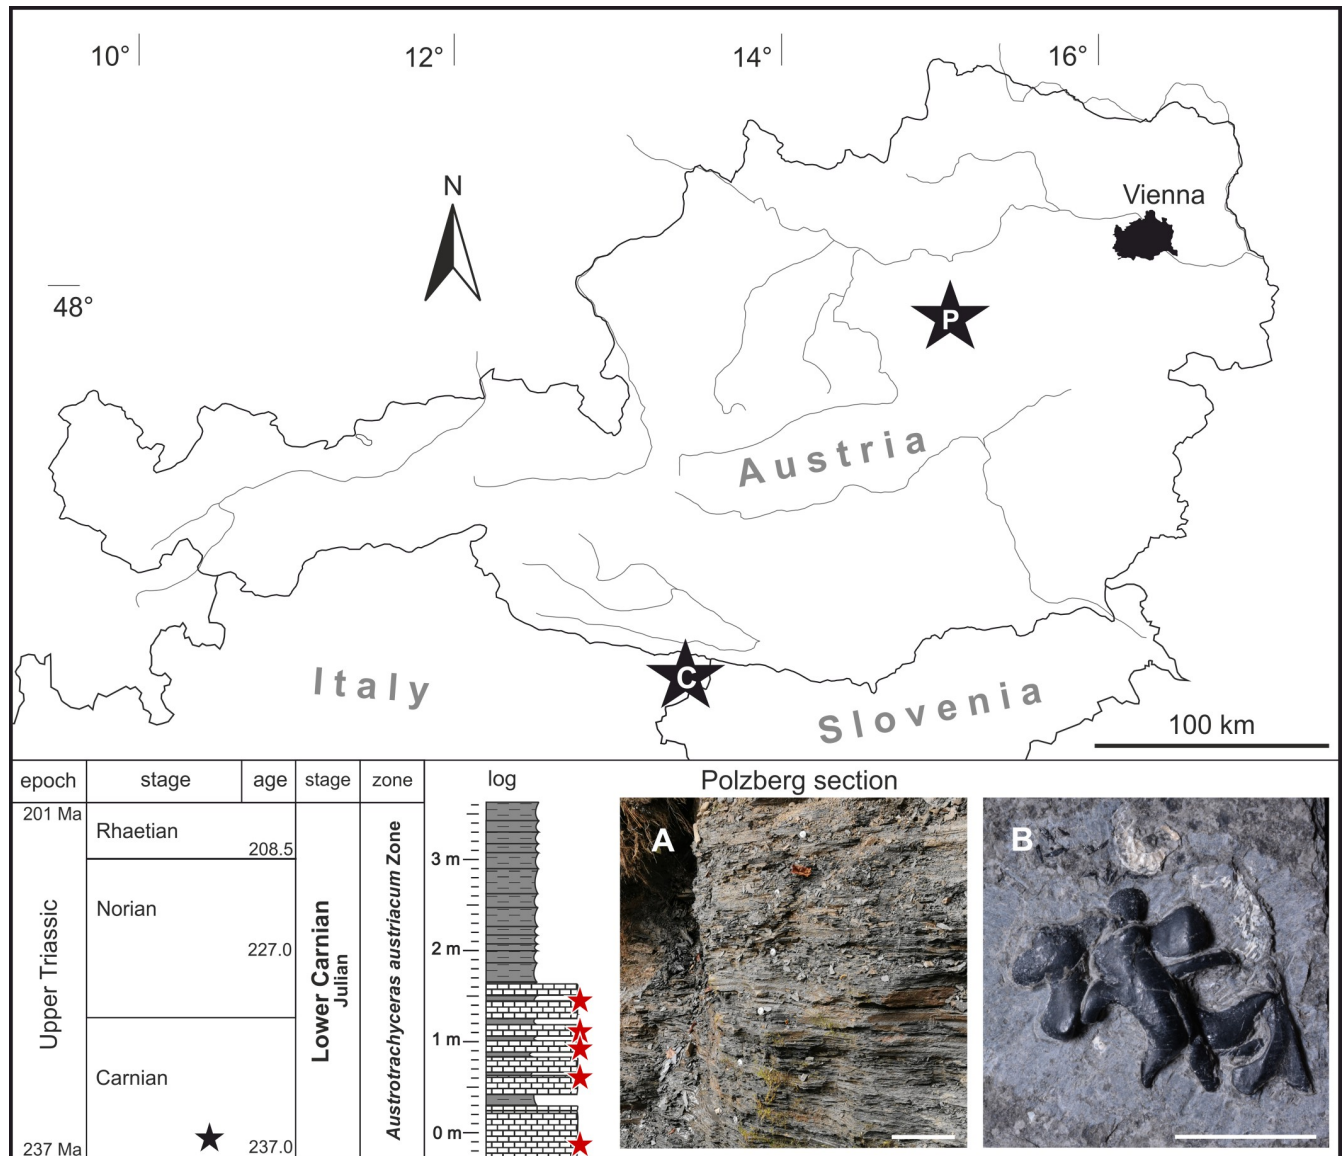 10°
12°
14°
16°
N
Vienna
48°
P
Austria
Italy
C
Slovenia
100 km
epoch stage age stage zone log Polzberg section
201 Ma
Rhaetian
208.5
Norian
227.0
Carnian
237.0
237 Ma
Upper Triassic
Lower Carnian
Julian
Austrotrachyceras austriacum Zone
3 m
2 m
1 m
0 m
A
B